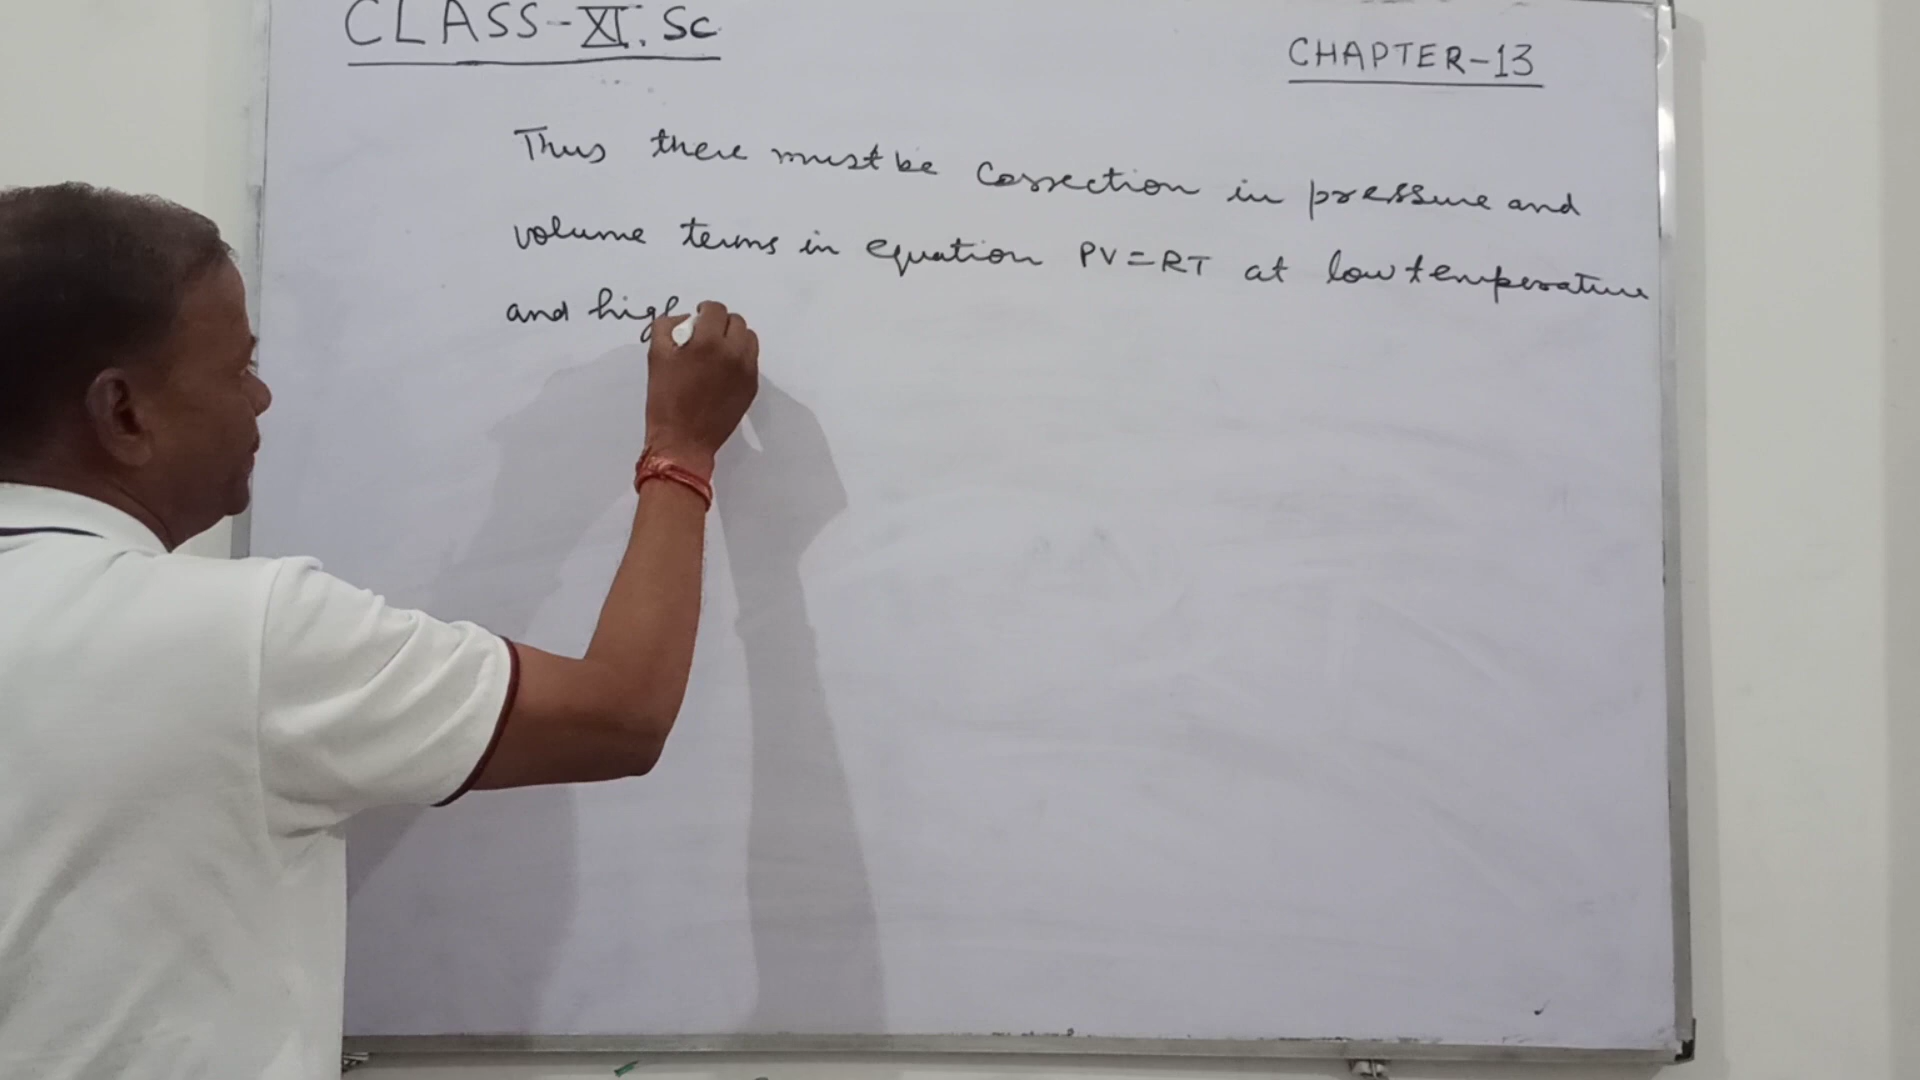 CLASS-XI. Sc
CHAPTER-13
Thus there must be correction in pressure and
volume terms in equation PV=RT at low temperature
and high